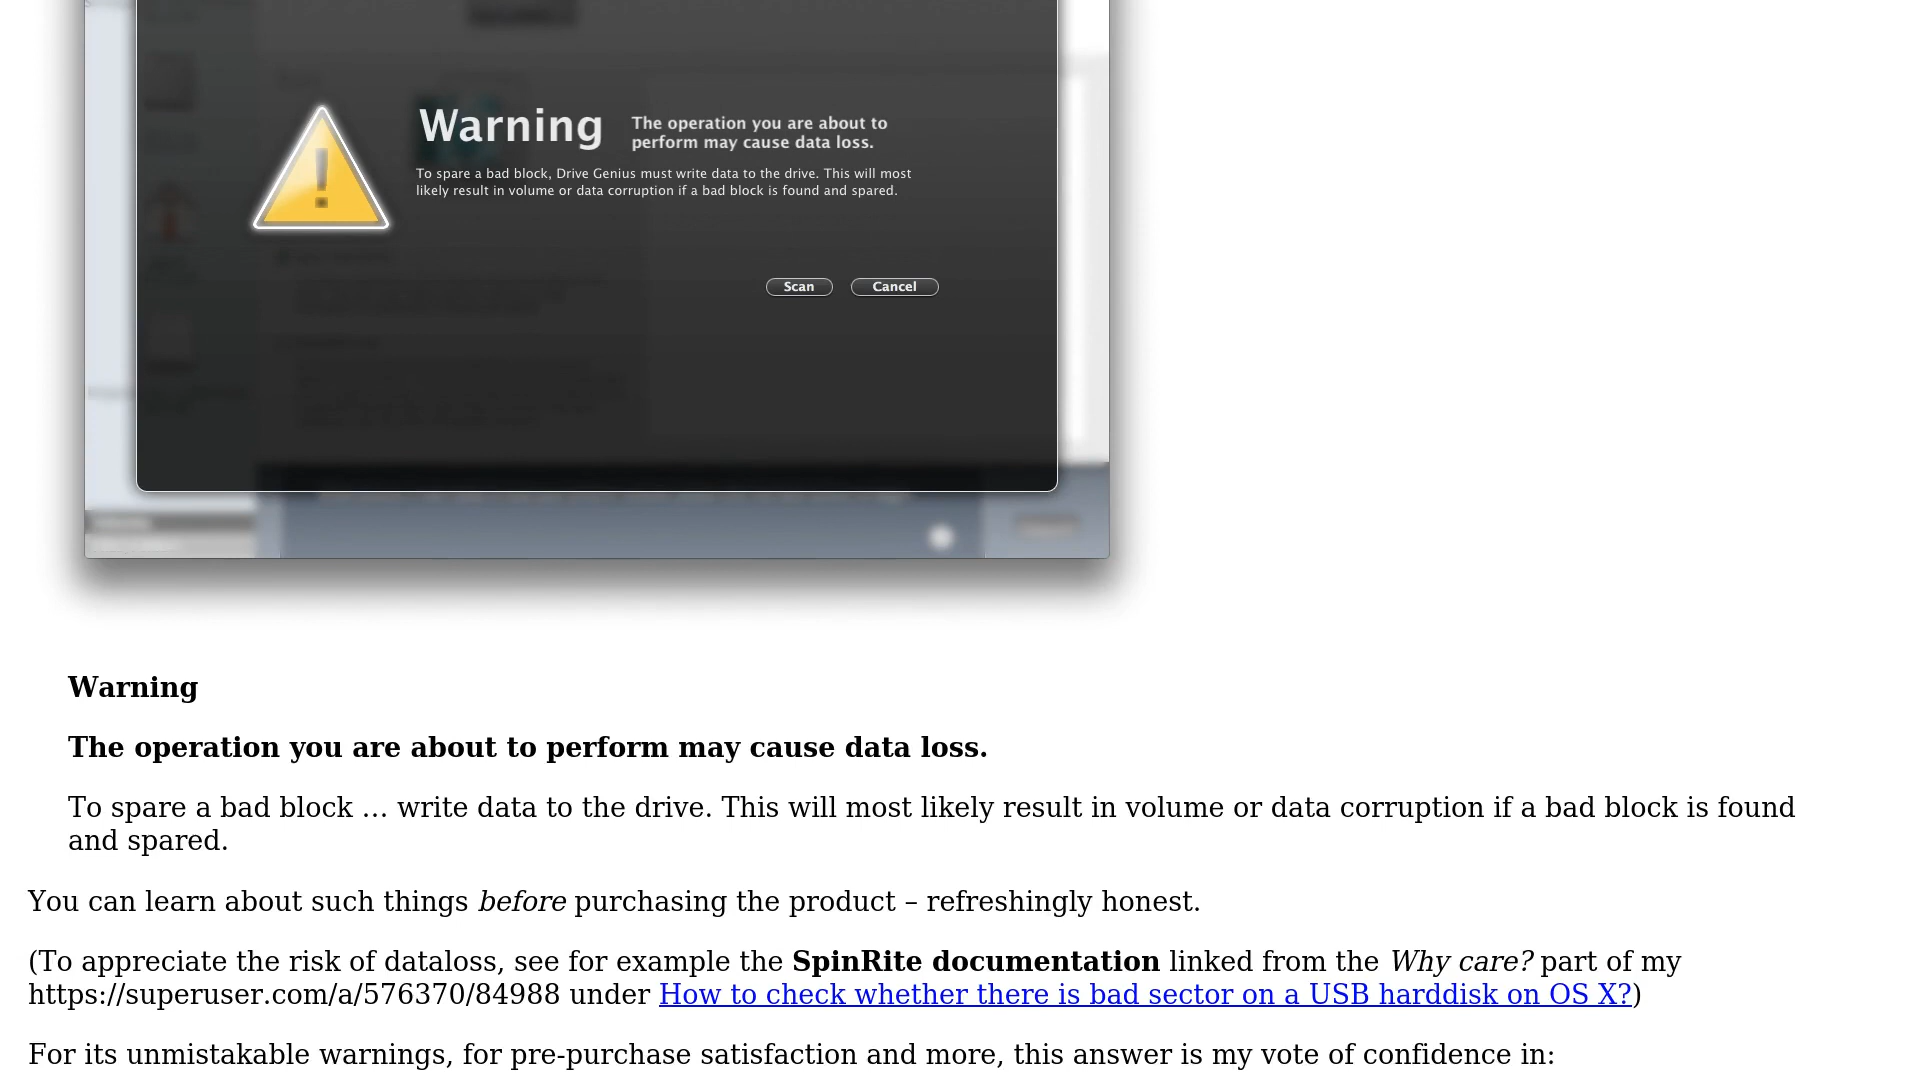 Warning
The operation you are about to
perform may cause data loss.
To spare a bad block, Drive Genius must write data to the drive. This will most
likely result in volume or data corruption if a bad block is found and spared.
Scan Cancel
Warning
The operation you are about to perform may cause data loss.
To spare a bad block … write data to the drive. This will most likely result in volume or data corruption if a bad block is found
and spared.
You can learn about such things before purchasing the product – refreshingly honest.
(To appreciate the risk of dataloss, see for example the SpinRite documentation linked from the Why care? part of my
https://superuser.com/a/576370/84988 under How to check whether there is bad sector on a USB harddisk on OS X?)
For its unmistakable warnings, for pre-purchase satisfaction and more, this answer is my vote of confidence in: